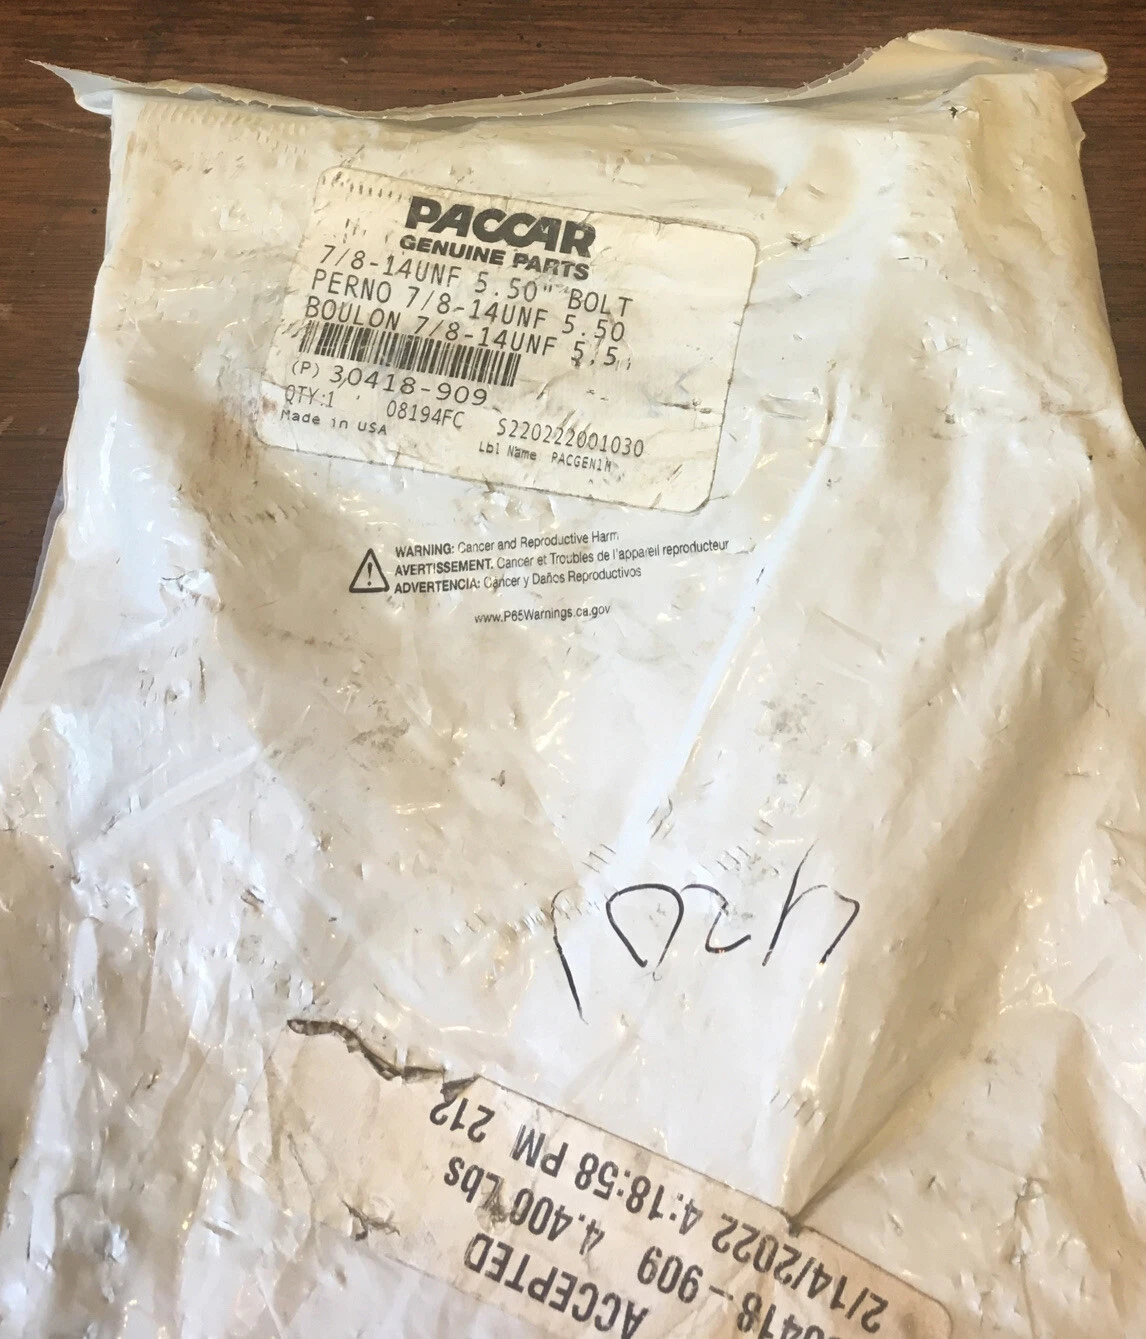 PACCAR
GENUINE PARTS
7/8-14UNF 5.50" BOLT
PERNO 7/8-14UNF 5.50
BOULON 7/8-14UNF 5.5
(P) 30418-909
QTY:1 08194FC S220222001030
Made in USA Lbl Name PACGEN1M
WARNING: Cancer and Reproductive Harm
AVERTISSEMENT. Cancer et Troubles de l'appareil reproducteur
ADVERTENCIA: Cáncer y Daños Reproductivos
www.P65Warnings.ca.gov
2/14/2022 4:18:58 PM 212
0418-909 4.400 Lbs
ACCEPTED